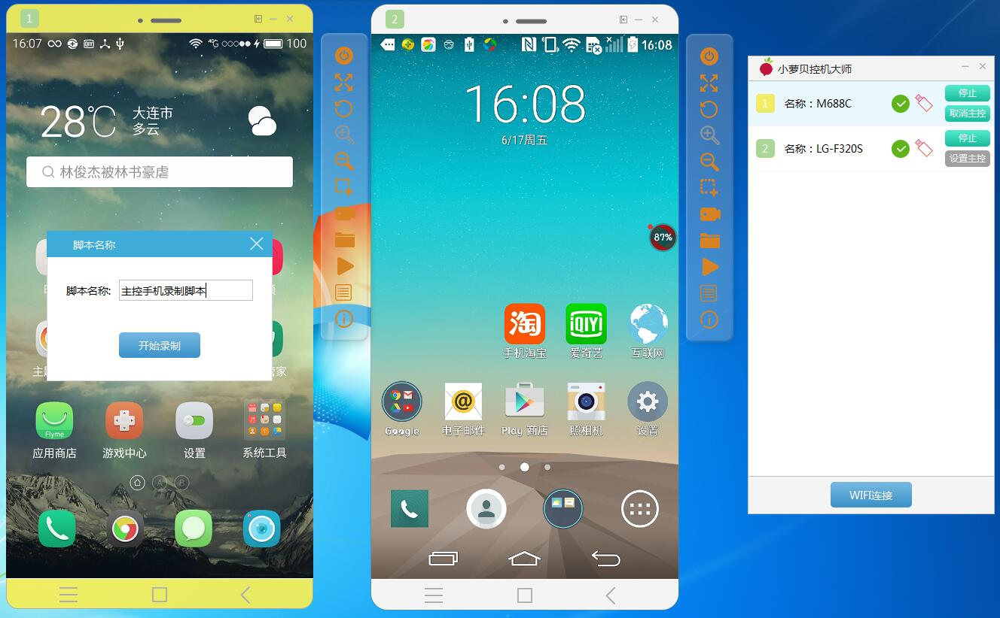 1
16:07
4G
100
28℃
大连市
多云
林俊杰被林书豪虐
脚本名称
脚本名称:
主控手机录制脚本
开始录制
主题
管家
Flyme
应用商店
游戏中心
设置
系统工具
A
B
2
16:08
16:08
6/17周五
87%
淘
iQIYI
手机淘宝
爱奇艺
互联网
@
Google
电子邮件
Play 商店
照相机
设置
小萝贝控机大师
1
名称：M688C
停止
取消主控
2
名称：LG-F320S
停止
设置主控
WIFI连接